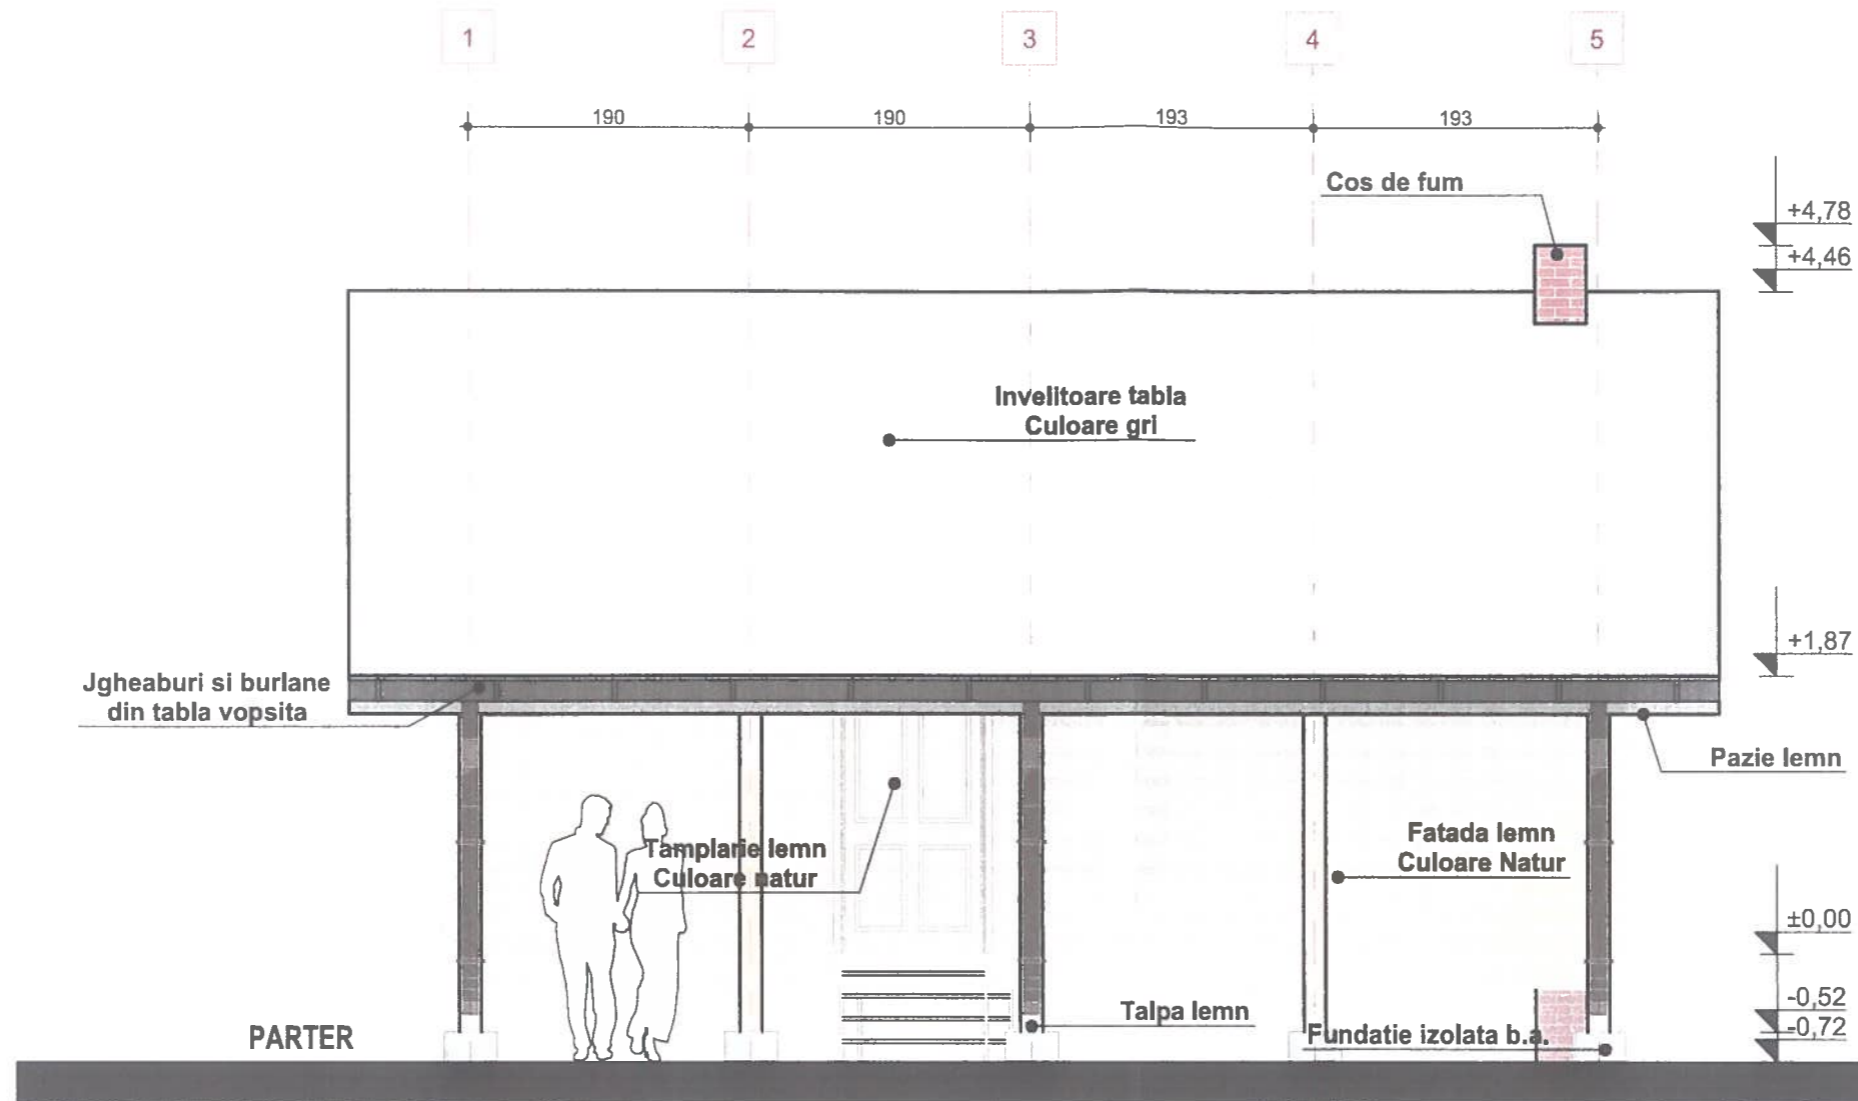 1 2 3 4 5
190 190 193 193
Cos de fum
+4,78
+4,46
Invelitoare tabla
Culoare gri
+1,87
Jgheaburi si burlane
din tabla vopsita
Pazie lemn
Tamplarie lemn
Culoare natur
Fatada lemn
Culoare Natur
±0,00
-0,52
Talpa lemn
-0,72
PARTER
Fundatie izolata b.a.